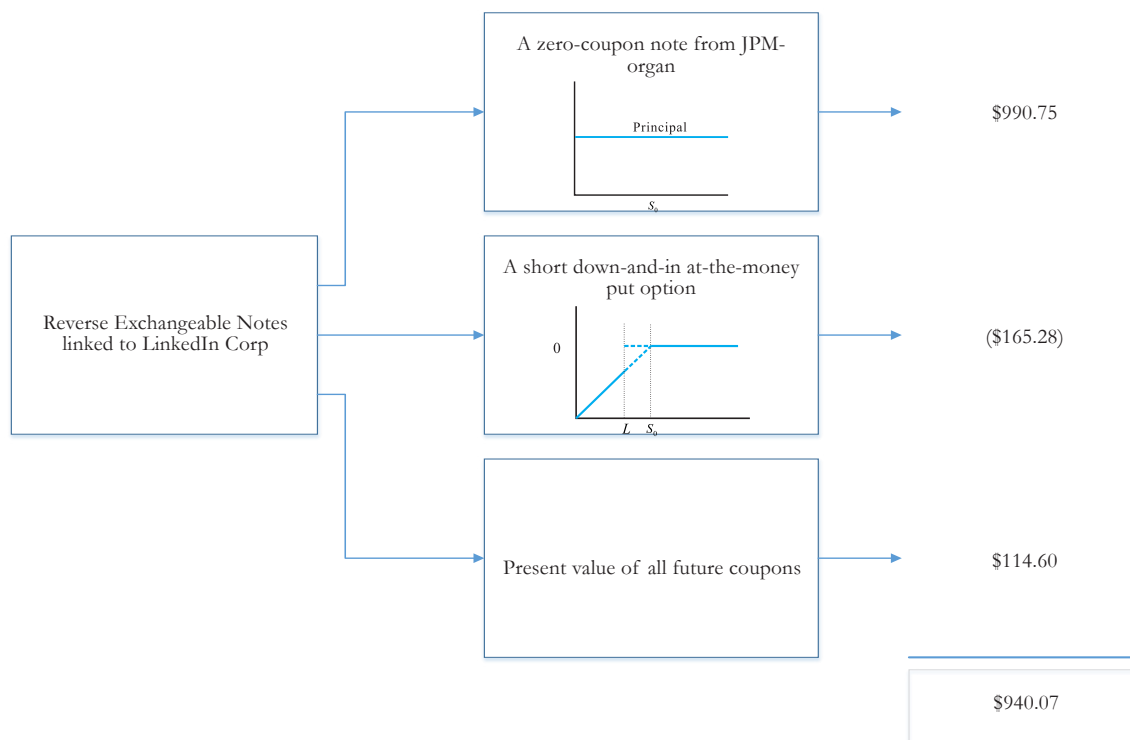 A zero-coupon note from JPM-
organ
Principal
S₀
$990.75
Reverse Exchangeable Notes
linked to LinkedIn Corp
A short down-and-in at-the-money
put option
0
L S₀
($165.28)
Present value of all future coupons
$114.60
$940.07